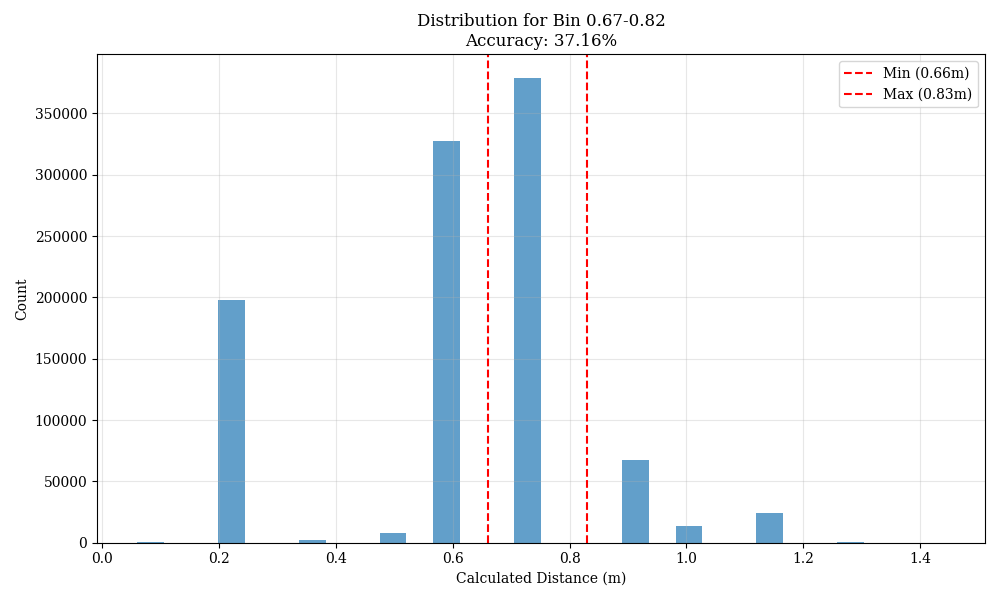 Distribution for Bin 0.67-0.82
Accuracy: 37.16%
Min (0.66m)
Max (0.83m)
Count
350000
300000
250000
200000
150000
100000
50000
0
0.0 0.2 0.4 0.6 0.8 1.0 1.2 1.4
Calculated Distance (m)